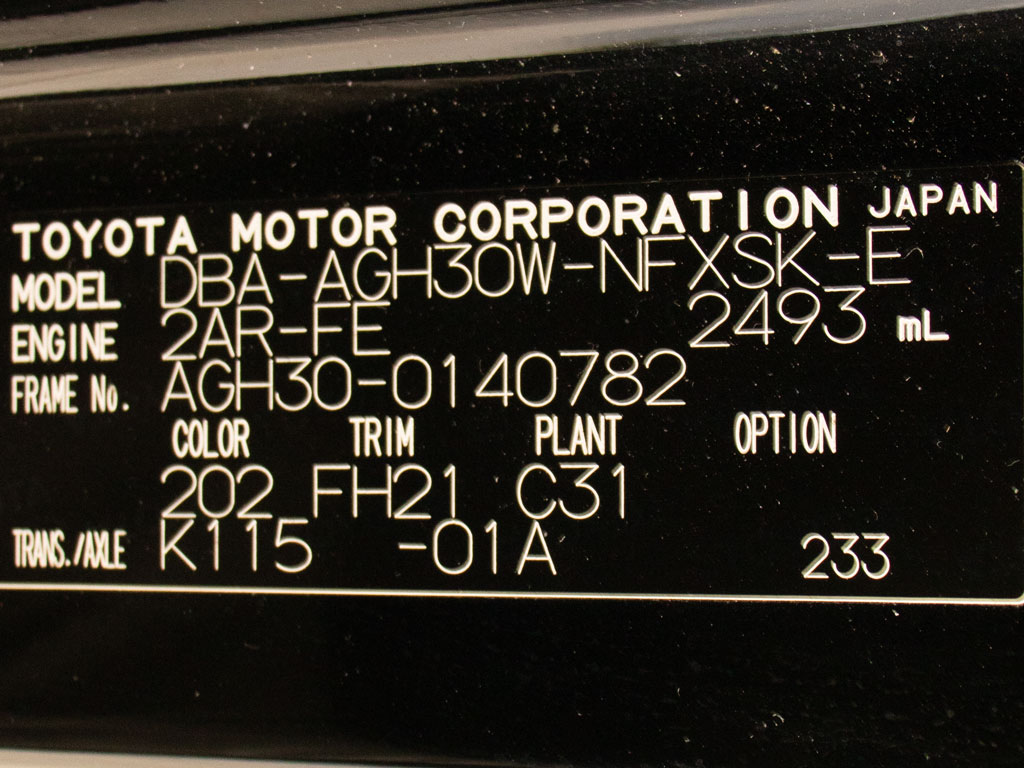 TOYOTA MOTOR CORPORATION JAPAN
MODEL DBA-AGH30W-NFXSK-E
ENGINE 2AR-FE 2493 mL
FRAME No. AGH30-0140782
COLOR TRIM PLANT OPTION
202 FH21 C31
TRANS./AXLE K115 -01A 233